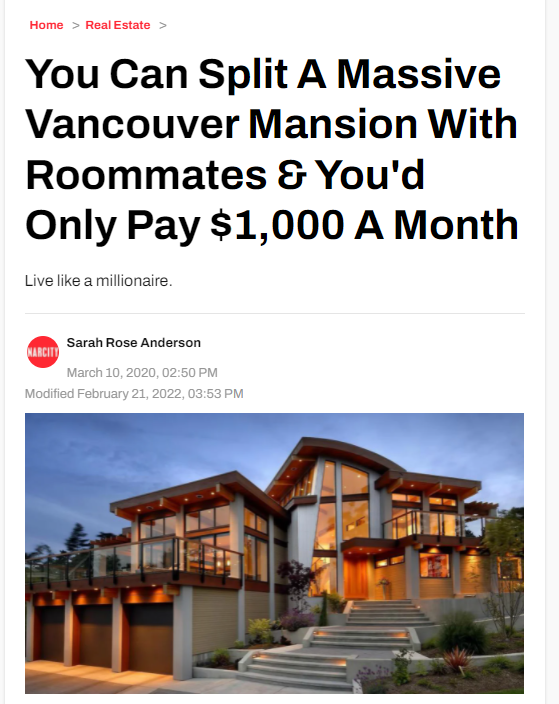 Home > Real Estate >
You Can Split A Massive
Vancouver Mansion With
Roommates & You'd
Only Pay $1,000 A Month
Live like a millionaire.
NARCITY
Sarah Rose Anderson
March 10, 2020, 02:50 PM
Modified February 21, 2022, 03:53 PM